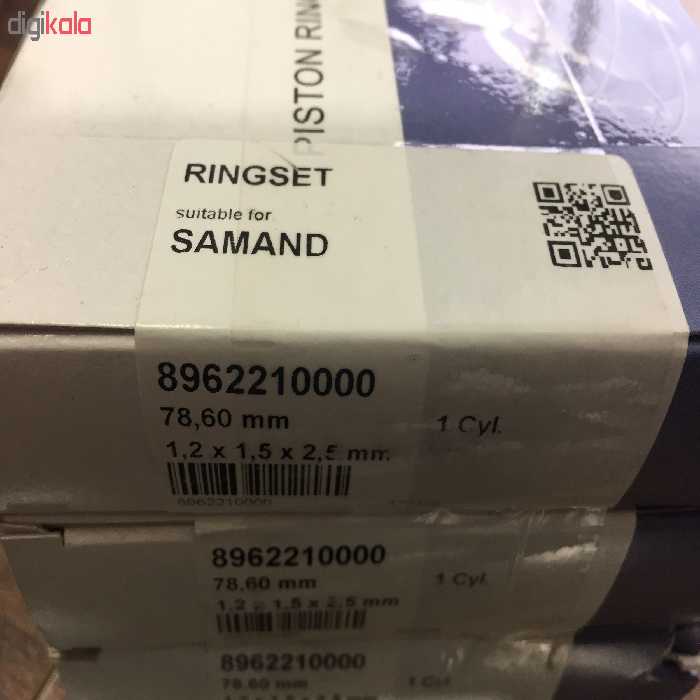 digikala
PISTON RIN
RINGSET
suitable for
SAMAND
8962210000
78,60 mm
1 Cyl.
1,2 x 1,5 x 2,5 mm
8962210000
8962210000
78,60 mm
1 Cyl.
1,2 x 1,5 x 2,5 mm
8962210000
78,60 mm
1 Cyl.